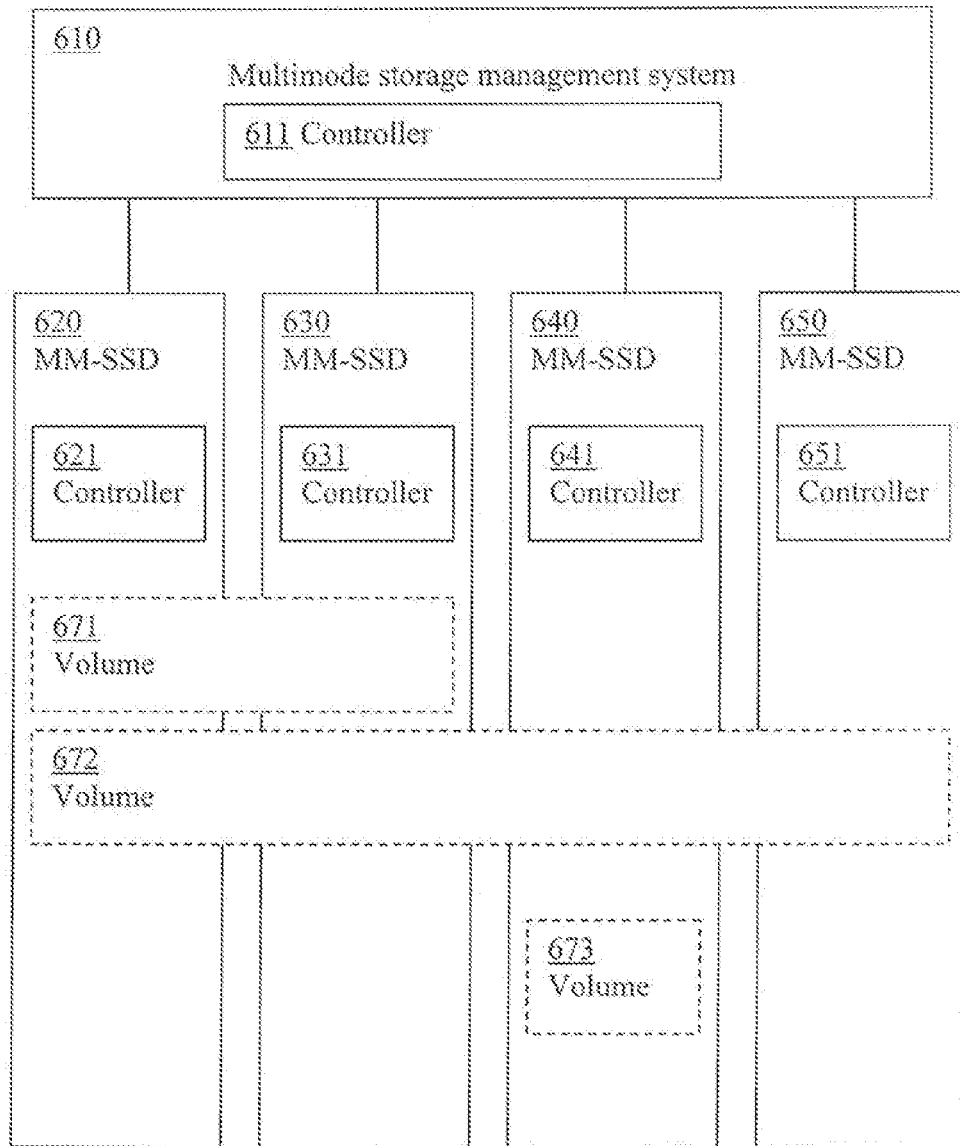 610
Multimode storage management system
611 Controller
620
MM-SSD
630
MM-SSD
640
MM-SSD
650
MM-SSD
621
Controller
631
Controller
641
Controller
651
Controller
671
Volume
672
Volume
673
Volume